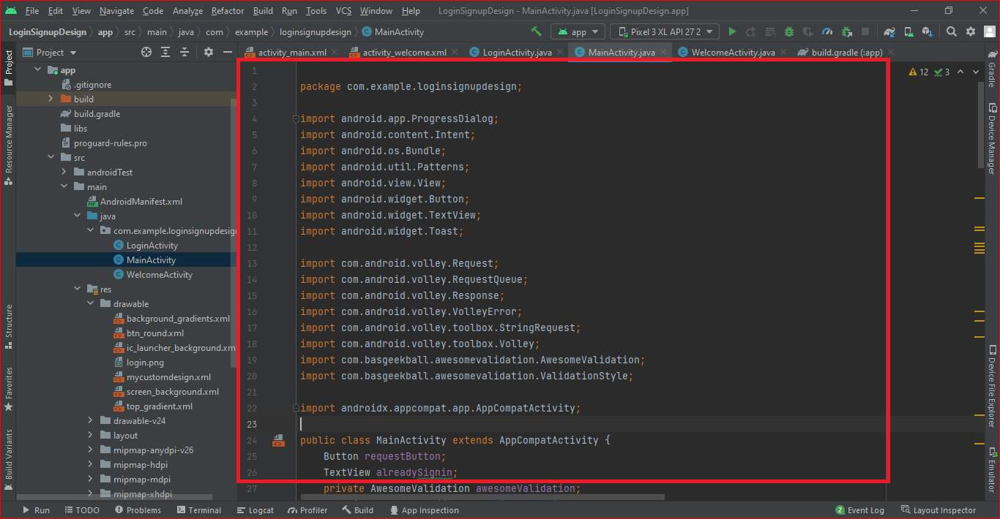 File Edit View Navigate Code Analyze Refactor Build Run Tools VCS Window Help LoginSignupDesign - MainActivity.java [LoginSignupDesign.app]
LoginSignupDesign app src main java com example loginsignupdesign MainActivity app Pixel 3 XL API 27 2
Project
activity_main.xml activity_welcome.xml LoginActivity.java MainActivity.java WelcomeActivity.java build.gradle (:app)
Project
Resource Manager
Structure
Favorites
Build Variants
app
.gitignore
build
build.gradle
libs
proguard-rules.pro
src
androidTest
main
AndroidManifest.xml
java
com.example.loginsignupdesign
LoginActivity
MainActivity
WelcomeActivity
res
drawable
background_gradients.xml
btn_round.xml
ic_launcher_background.xm
login.png
mycustomdesign.xml
screen_background.xml
top_gradient.xml
drawable-v24
layout
mipmap-anydpi-v26
mipmap-hdpi
mipmap-mdpi
mipmap-xhdpi
1
2 package com.example.loginsignupdesign;
3
4 import android.app.ProgressDialog;
5 import android.content.Intent;
6 import android.os.Bundle;
7 import android.util.Patterns;
8 import android.view.View;
9 import android.widget.Button;
10 import android.widget.TextView;
11 import android.widget.Toast;
12
13 import com.android.volley.Request;
14 import com.android.volley.RequestQueue;
15 import com.android.volley.Response;
16 import com.android.volley.VolleyError;
17 import com.android.volley.toolbox.StringRequest;
18 import com.android.volley.toolbox.Volley;
19 import com.basgeekball.awesomevalidation.AwesomeValidation;
20 import com.basgeekball.awesomevalidation.ValidationStyle;
21
22 import androidx.appcompat.app.AppCompatActivity;
23
24 public class MainActivity extends AppCompatActivity {
25 Button requestButton;
26 TextView alreadySignin;
27 private AwesomeValidation awesomeValidation;
12 3
Gradle
Device Manager
Device File Explorer
Emulator
Run TODO Problems Terminal Logcat Profiler Build App Inspection 2 Event Log Layout Inspector